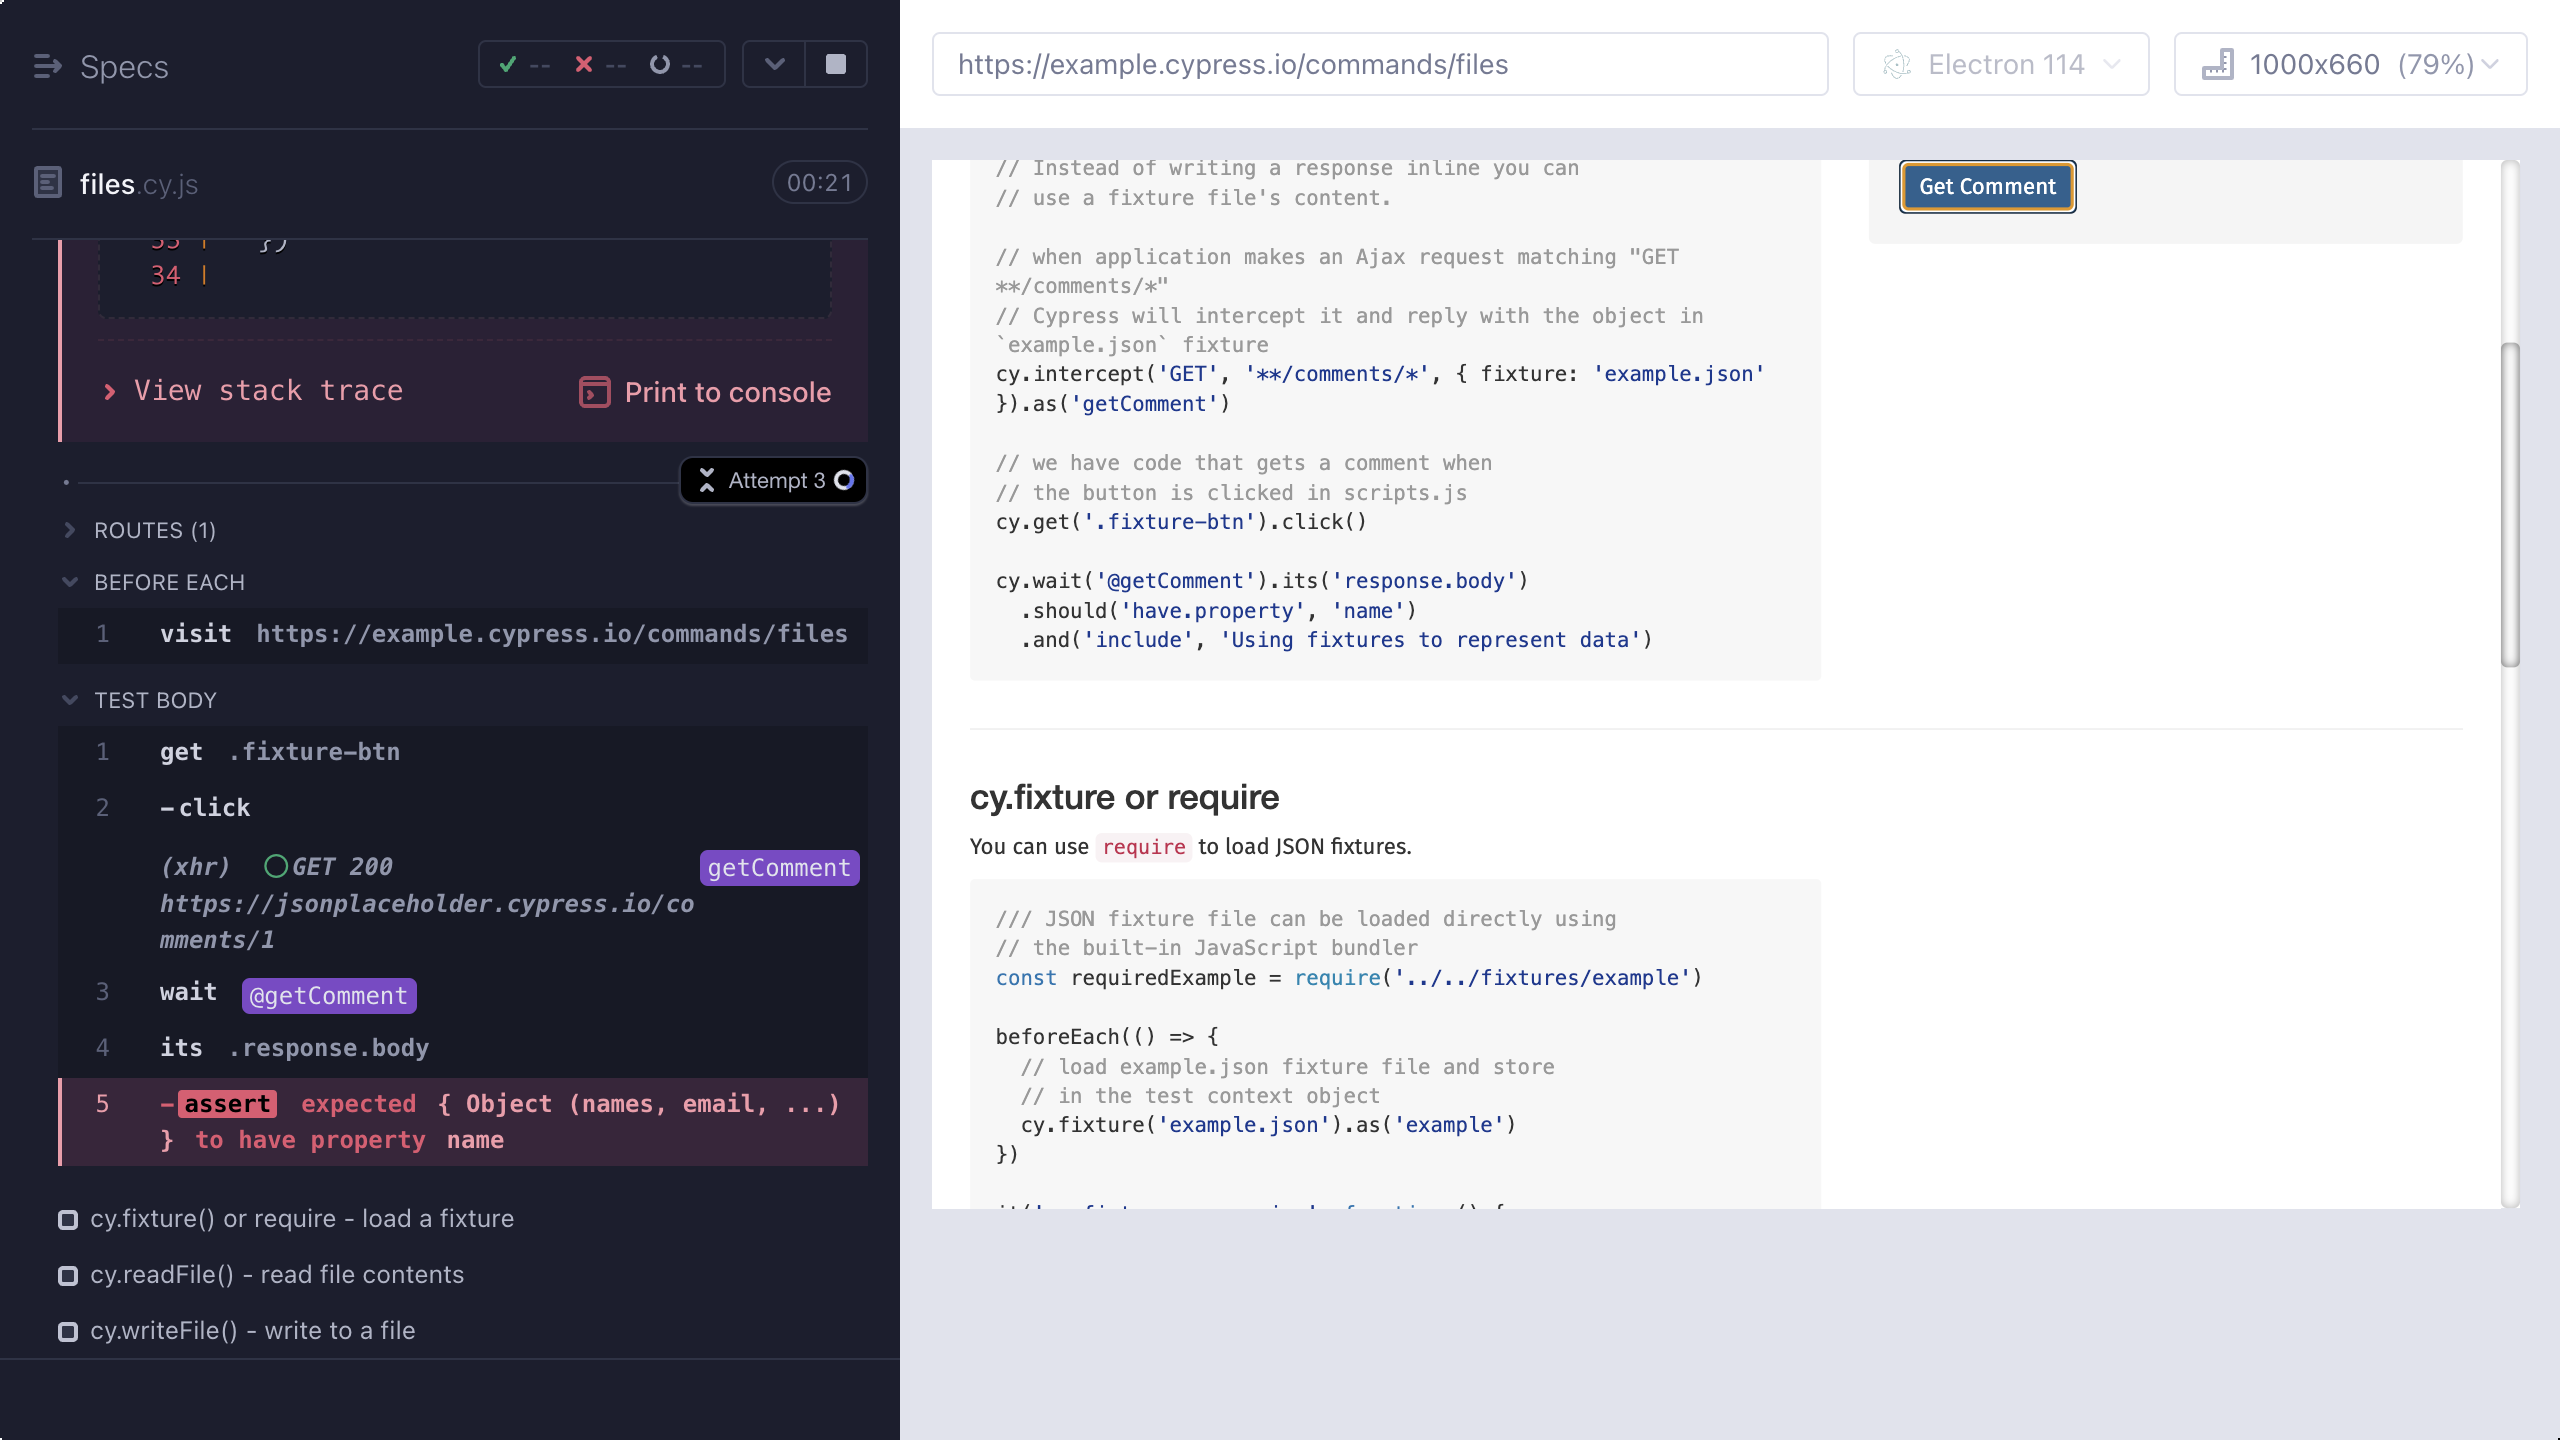 Specs
-- -- --
files.cy.js
00:21
33 | })
34 |
View stack trace
Print to console
Attempt 3
ROUTES (1)
BEFORE EACH
1 visit https://example.cypress.io/commands/files
TEST BODY
1 get .fixture-btn
2 -click
(xhr) GET 200 getComment
https://jsonplaceholder.cypress.io/co
mments/1
3 wait @getComment
4 its .response.body
5 -assert expected { Object (names, email, ...)
} to have property name
cy.fixture() or require - load a fixture
cy.readFile() - read file contents
cy.writeFile() - write to a file
https://example.cypress.io/commands/files
Electron 114
1000x660 (79%)
// Instead of writing a response inline you can
// use a fixture file's content.
// when application makes an Ajax request matching "GET
**/comments/*"
// Cypress will intercept it and reply with the object in
`example.json` fixture
cy.intercept('GET', '**/comments/*', { fixture: 'example.json'
}).as('getComment')
// we have code that gets a comment when
// the button is clicked in scripts.js
cy.get('.fixture-btn').click()
cy.wait('@getComment').its('response.body')
.should('have.property', 'name')
.and('include', 'Using fixtures to represent data')
Get Comment
cy.fixture or require
You can use require to load JSON fixtures.
/// JSON fixture file can be loaded directly using
// the built-in JavaScript bundler
const requiredExample = require('../../fixtures/example')
beforeEach(() => {
// load example.json fixture file and store
// in the test context object
cy.fixture('example.json').as('example')
})